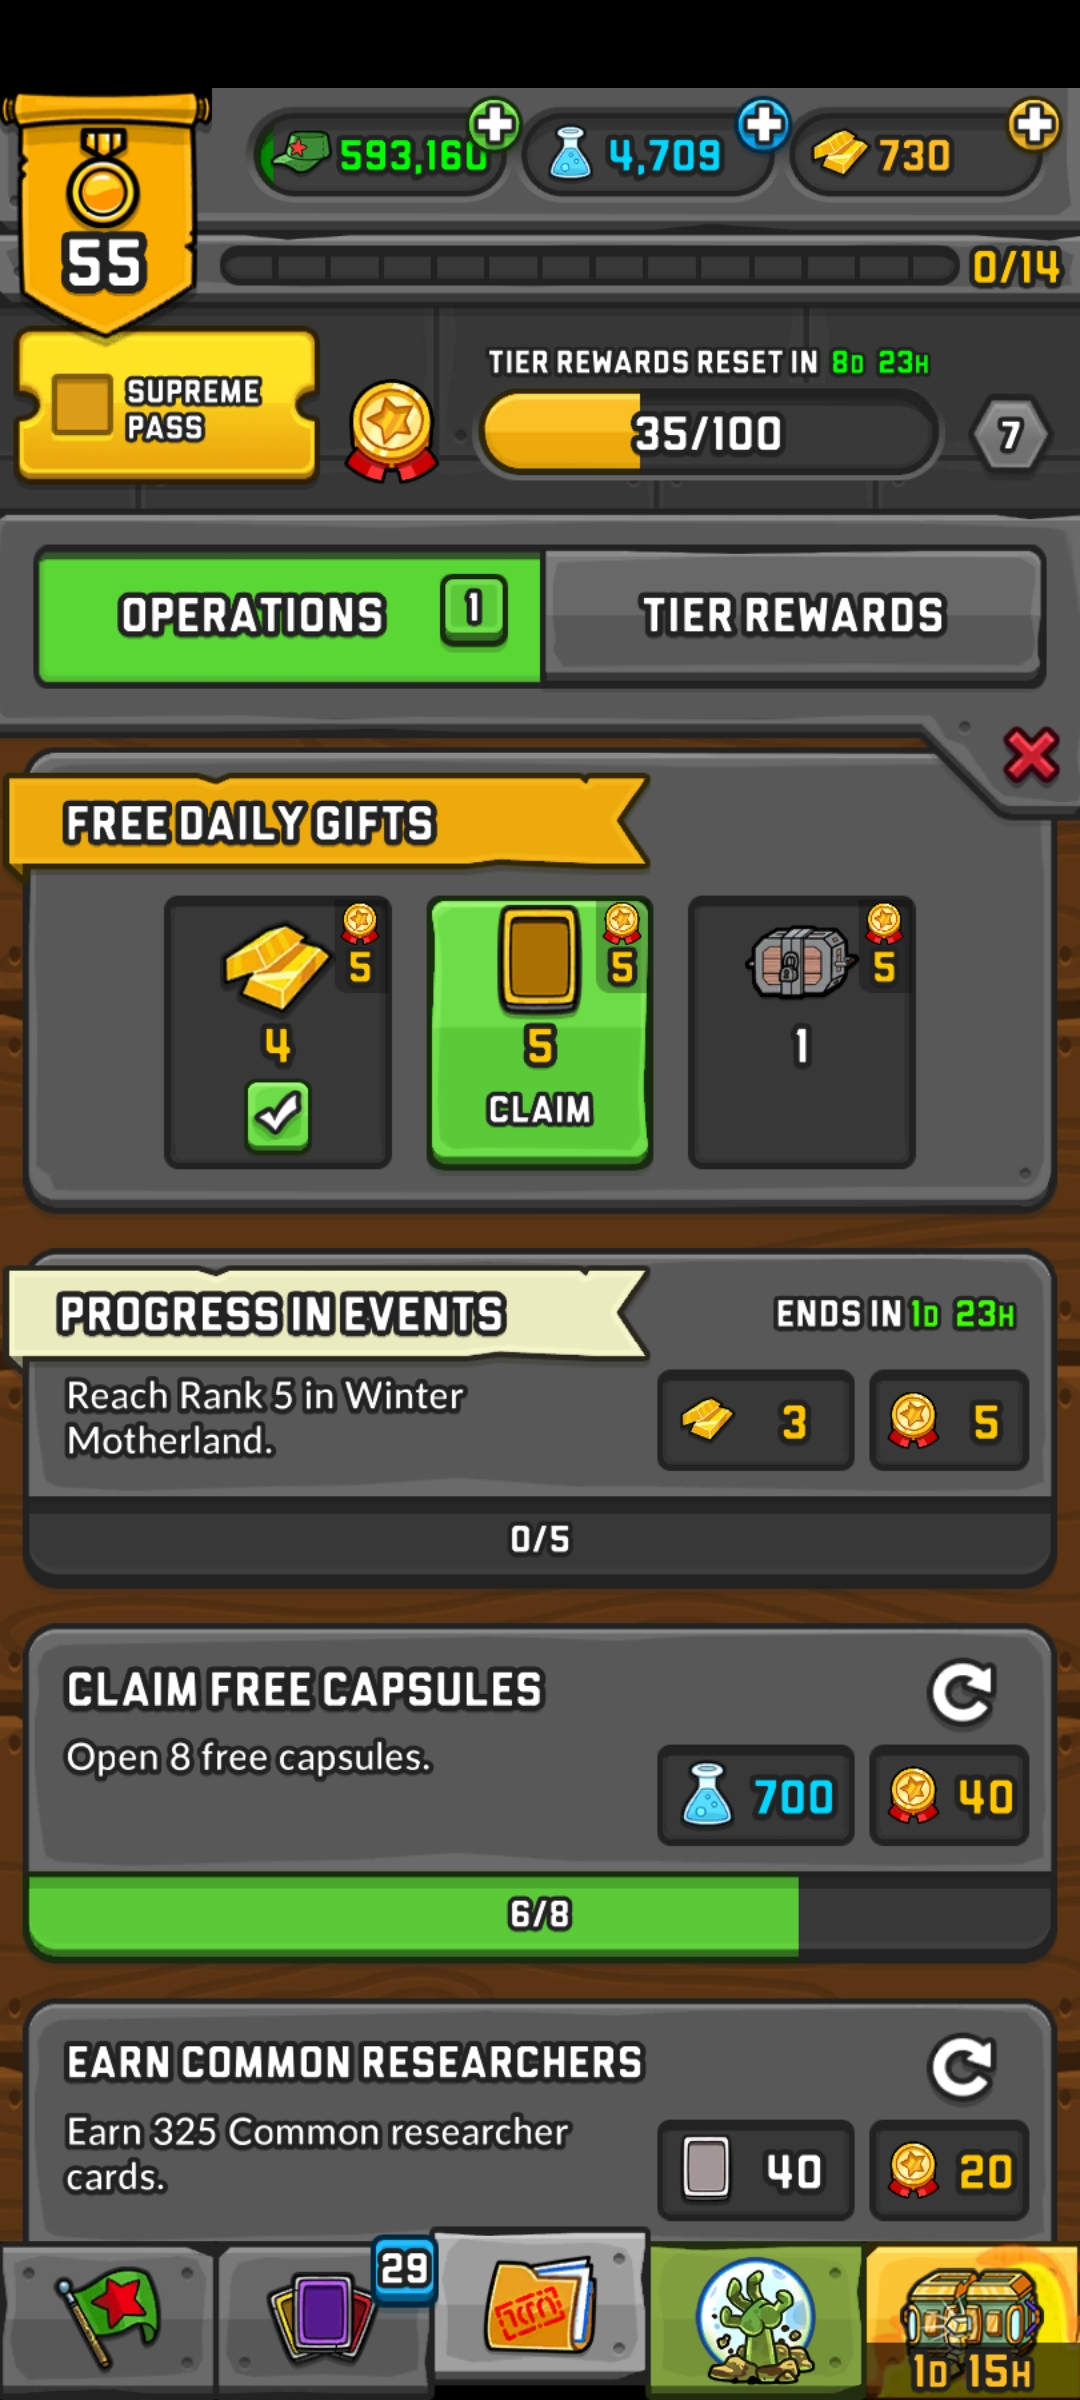 593,160
4,709
730
55
0/14
SUPREME
PASS
TIER REWARDS RESET IN 8D 23H
35/100
7
OPERATIONS 1
TIER REWARDS
FREE DAILY GIFTS
5
5
5
4
5
1
CLAIM
PROGRESS IN EVENTS
ENDS IN 1D 23H
Reach Rank 5 in Winter
Motherland.
3
5
0/5
CLAIM FREE CAPSULES
Open 8 free capsules.
700
40
6/8
EARN COMMON RESEARCHERS
Earn 325 Common researcher
cards.
40
20
29
1D 15H